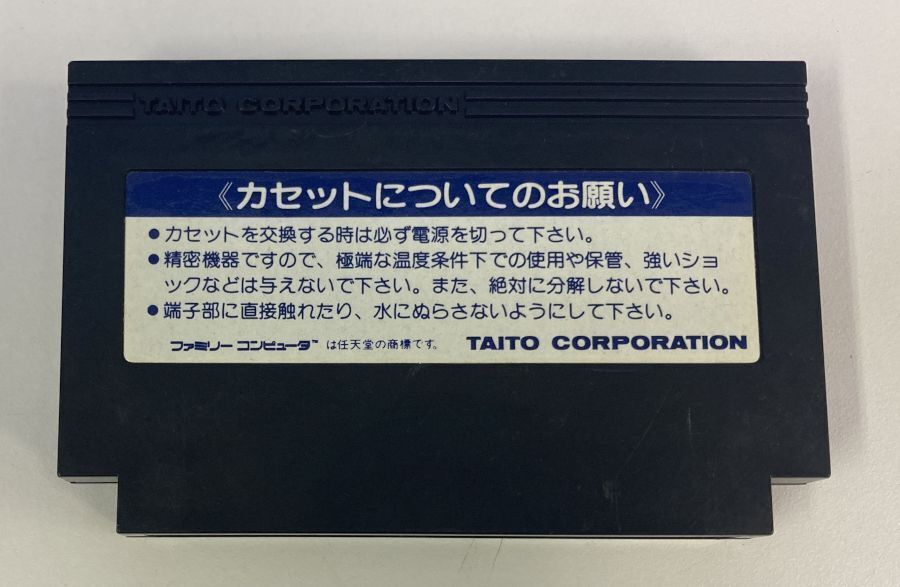 TAITO CORPORATION
《カセットについてのお願い》
●カセットを交換する時は必ず電源を切って下さい。
●精密機器ですので、極端な温度条件下での使用や保管、強いショ
ックなどは与えないで下さい。また、絶対に分解しないで下さい。
●端子部に直接触れたり、水にぬらさないようにして下さい。
ファミリーコンピュータ™は任天堂の商標です。 TAITO CORPORATION